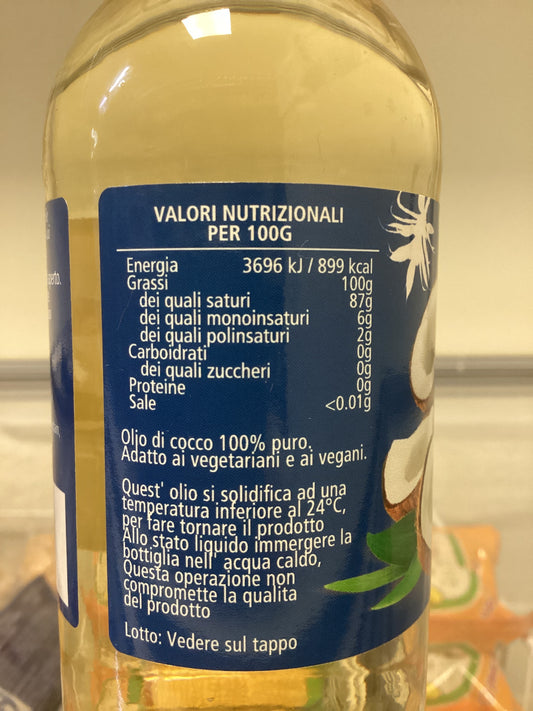 VALORI NUTRIZIONALI
PER 100G
Energia 3696 kJ / 899 kcal
Grassi 100g
dei quali saturi 87g
dei quali monoinsaturi 6g
dei quali polinsaturi 2g
Carboidrati 0g
dei quali zuccheri 0g
Proteine 0g
Sale <0.01g
Olio di cocco 100% puro.
Adatto ai vegetariani e ai vegani.
Quest' olio si solidifica ad una
temperatura inferiore al 24°C,
per fare tornare il prodotto
Allo stato liquido immergere la
bottiglia nell' acqua caldo,
Questa operazione non
compromette la qualita
del prodotto
Lotto: Vedere sul tappo